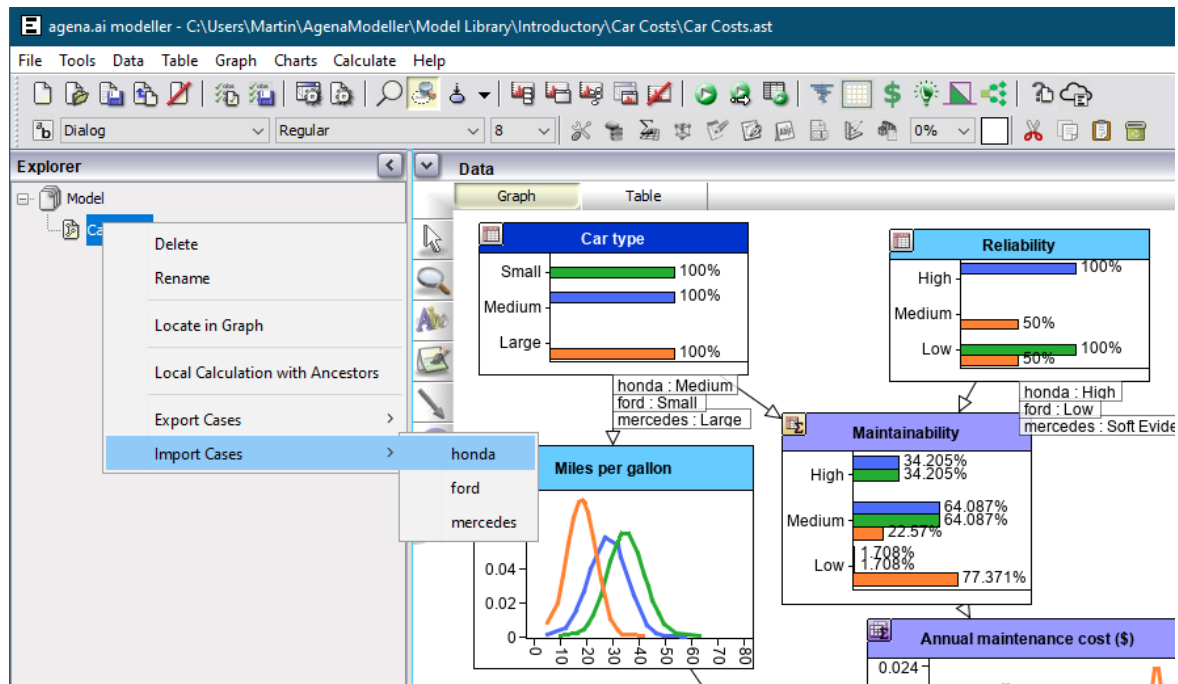 agena.ai modeller - C:\Users\Martin\AgenaModeller\Model Library\Introductory\Car Costs\Car Costs.ast
File Tools Data Table Graph Charts Calculate Help
Dialog Regular 8 0%
Explorer
Data
Model
Graph Table
Delete
Rename
Locate in Graph
Local Calculation with Ancestors
Export Cases
Import Cases
honda
ford
mercedes
Car type
Small 100%
Medium 100%
Large 100%
honda : Medium
ford : Small
mercedes : Large
Reliability
High 100%
Medium 50%
Low 100%
50%
honda : High
ford : Low
mercedes : Soft Evide
Maintainability
High 34.205%
34.205%
Medium 64.087%
64.087%
22.57%
Low 1.708%
1.708%
77.371%
Miles per gallon
0.04
0.02
0
0 10 20 30 40 50 60 70 80
Annual maintenance cost ($)
0.024